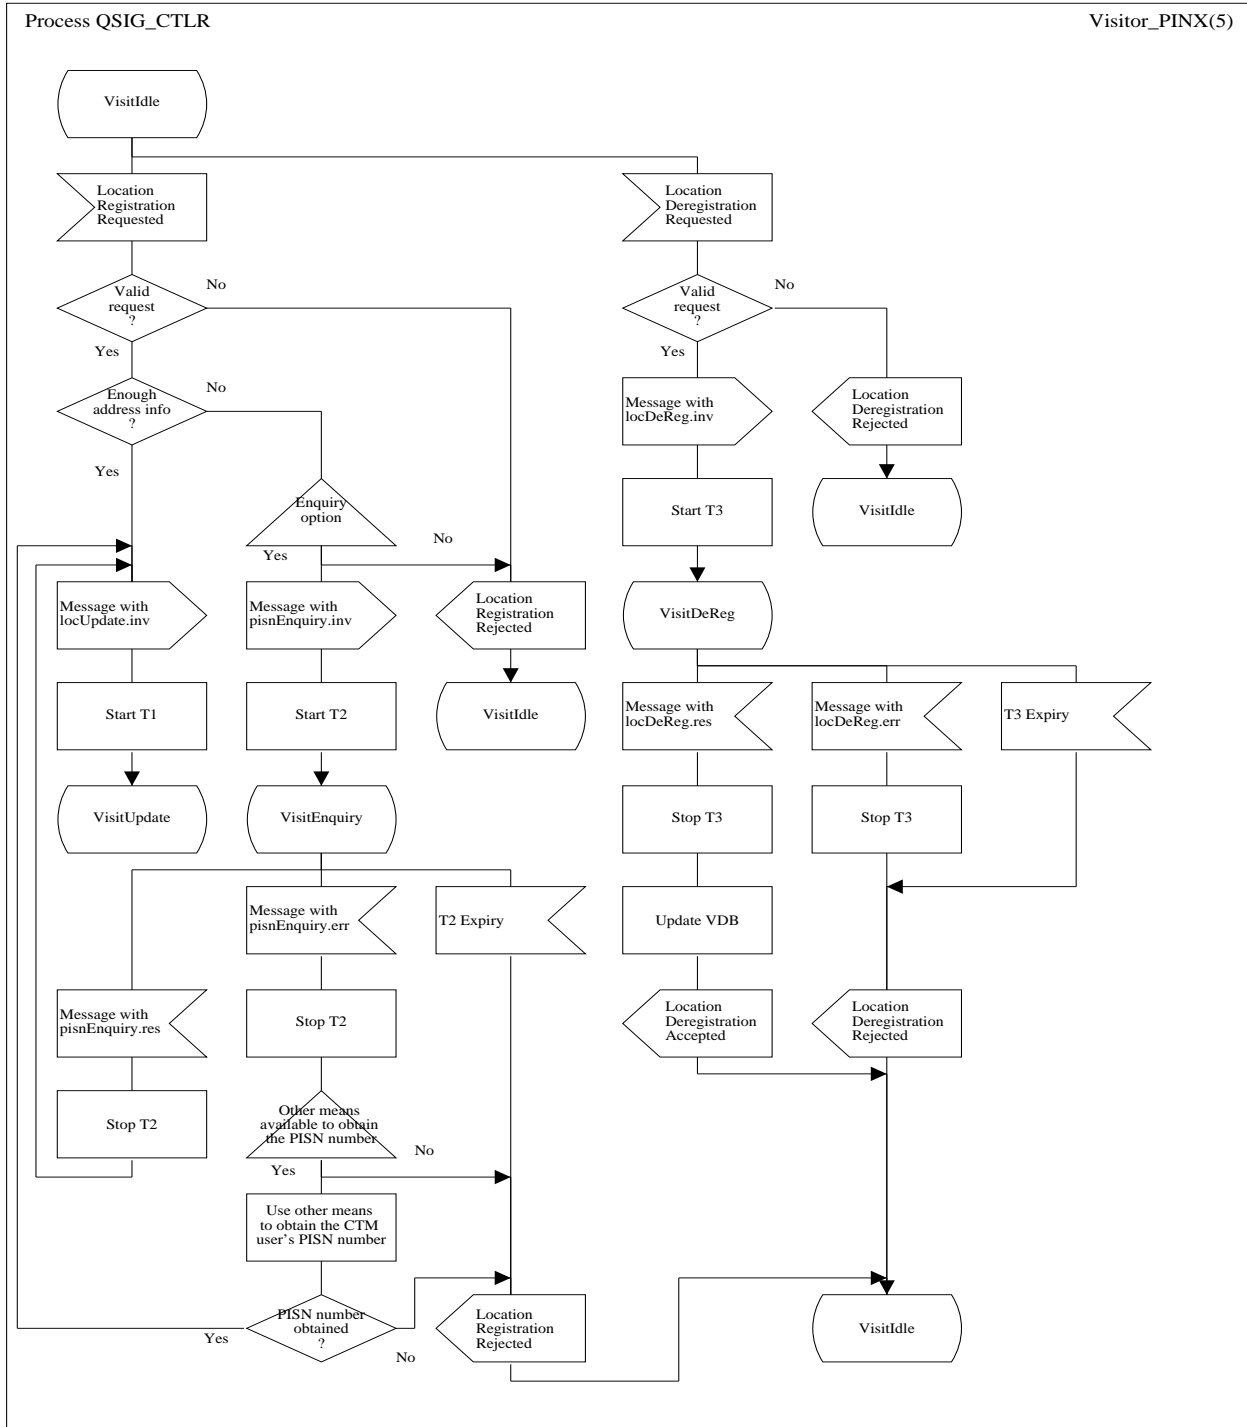 Process QSIG_CTLR
Visitor_PINX(5)
VisitIdle
Location
Registration
Requested
Location
Deregistration
Requested
Valid
request
?
No
Yes
Valid
request
?
No
Yes
Enough
address info
?
No
Yes
Message with
locDeReg.inv
Location
Deregistration
Rejected
Enquiry
option
Yes
No
Start T3
VisitIdle
Message with
locUpdate.inv
Message with
pisnEnquiry.inv
Location
Registration
Rejected
VisitDeReg
Start T1
Start T2
VisitIdle
Message with
locDeReg.res
Message with
locDeReg.err
T3 Expiry
VisitUpdate
VisitEnquiry
Stop T3
Stop T3
Message with
pisnEnquiry.err
T2 Expiry
Update VDB
Message with
pisnEnquiry.res
Stop T2
Location
Deregistration
Accepted
Location
Deregistration
Rejected
Stop T2
Other means
available to obtain
the PISN number
Yes
No
Use other means
to obtain the CTM
user's PISN number
PISN number
obtained
?
Yes
No
Location
Registration
Rejected
VisitIdle